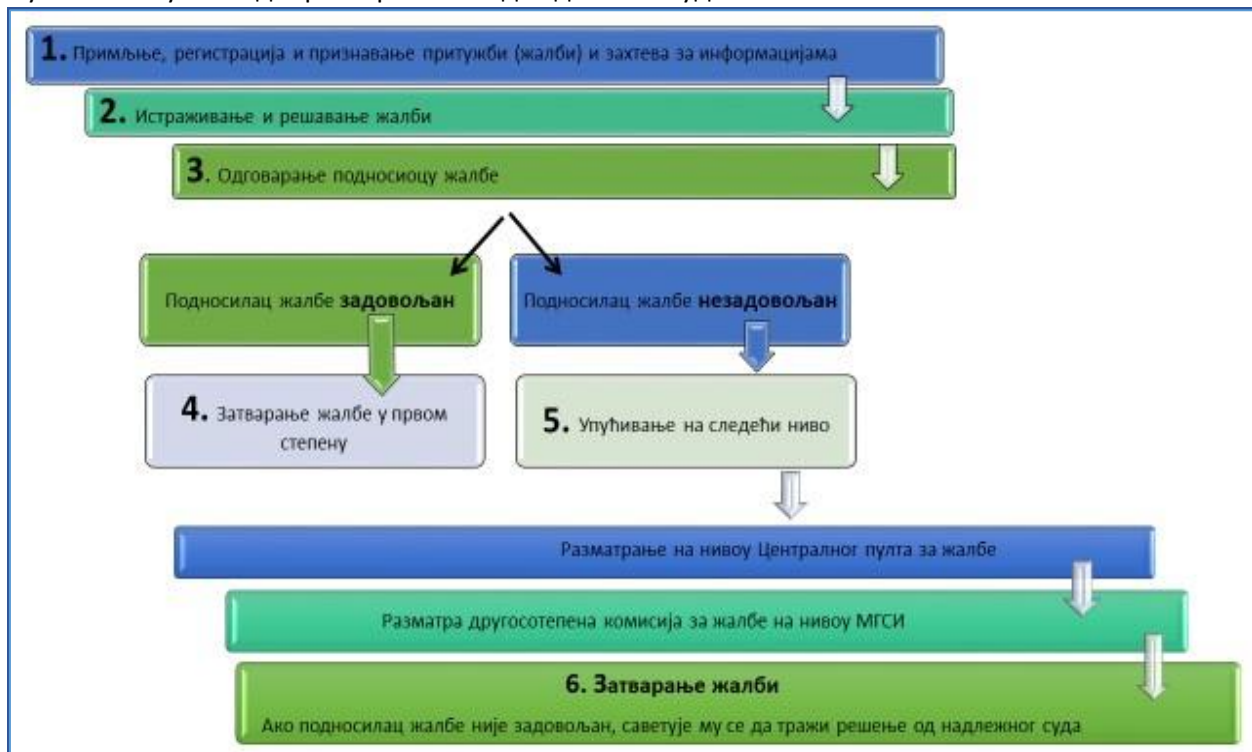 1. Примљње, регистрација и признавање притужби (жалби) и захтева за информацијама
2. Истраживање и решавање жалби
3. Одговарање подносиоцу жалбе
Подносилац жалбе задовољан
Подносилац жалбе незадовољан
4. Затварање жалбе у првом
степену
5. Упућивање на следећи ниво
Разматрање на нивоу Централног пулта за жалбе
Разматра другосотепена комисија за жалбе на нивоу МГСИ
6. Затварање жалби
Ако подносилац жалбе није задовољан, саветује му се да тражи решење од надлежног суда